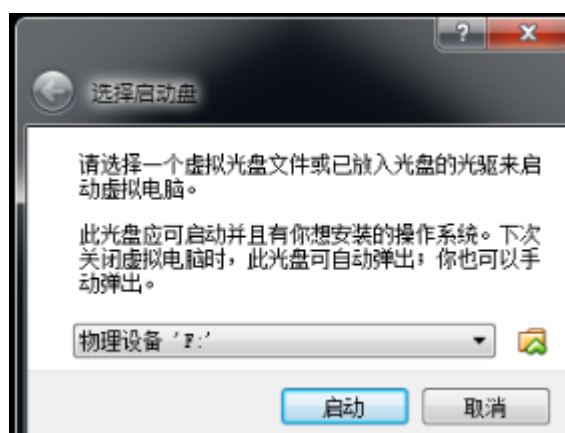 ?
选择启动盘
请选择一个虚拟光盘文件或已放入光盘的光驱来启
动虚拟电脑。
此光盘应可启动并且有你想安装的操作系统。下次
关闭虚拟电脑时，此光盘可自动弹出；你也可以手
动弹出。
物理设备 'F:'
启动 取消